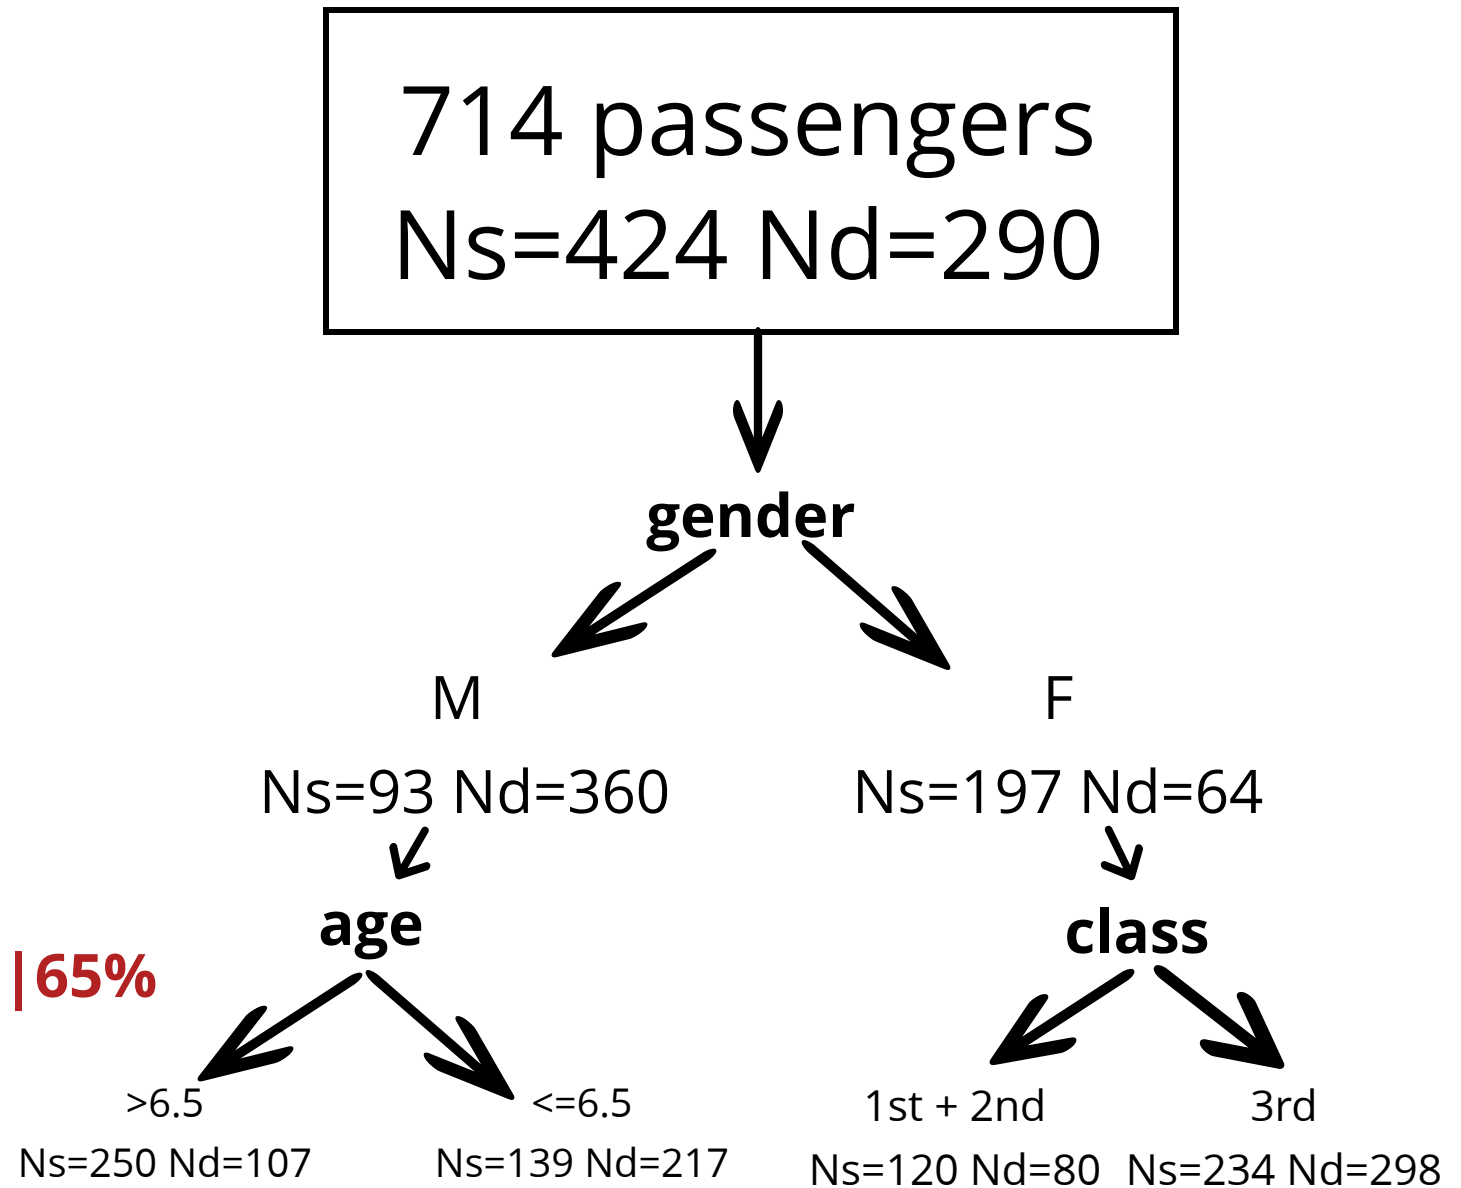 714 passengers
Ns=424 Nd=290
gender
M
F
Ns=93 Nd=360
Ns=197 Nd=64
age
class
|65%
>6.5
<=6.5
1st + 2nd
3rd
Ns=250 Nd=107
Ns=139 Nd=217
Ns=120 Nd=80
Ns=234 Nd=298